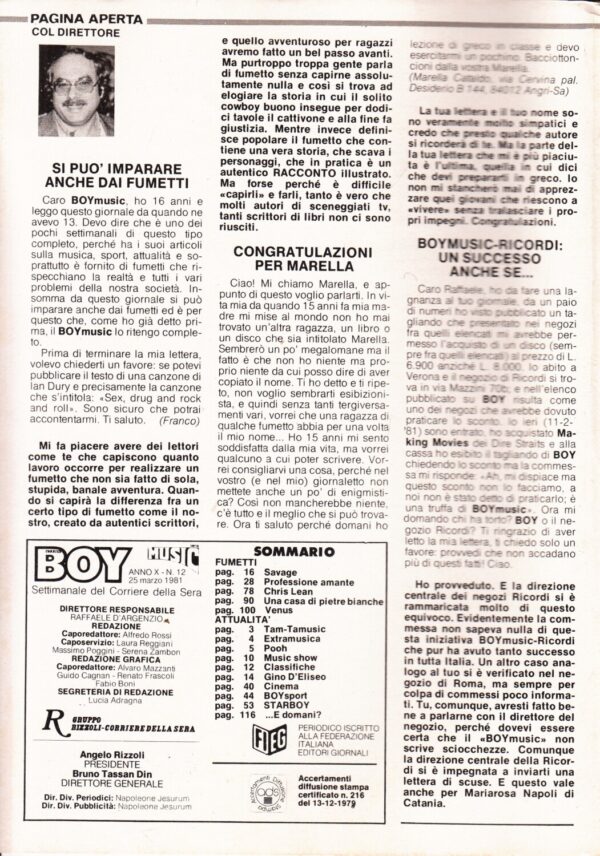 PAGINA APERTA
COL DIRETTORE
SI PUO' IMPARARE
ANCHE DAI FUMETTI
Caro BOYmusic, ho 16 anni e
leggo questo giornale da quando ne
avevo 13. Devo dire che è uno dei
pochi settimanali di questo tipo
completo, perché ha i suoi articoli
sulla musica, sport, attualità e so-
prattutto è fornito di fumetti che ri-
specchiano la realtà e tutti i vari
problemi della nostra società. In-
somma da questo giornale si può
imparare anche dai fumetti ed è per
questo che, come ho già detto pri-
ma, il BOYmusic lo ritengo comple-
to.
Prima di terminare la mia lettera,
volevo chiederti un favore: se potevi
pubblicare il testo di una canzone di
Ian Dury e precisamente la canzone
che s'intitola: «Sex, drug and rock
and roll». Sono sicuro che potrai
accontentarmi. Ti saluto. (Franco)
Mi fa piacere avere dei lettori
come te che capiscono quanto
lavoro occorre per realizzare un
fumetto che non sia fatto di sola,
stupida, banale avventura. Quan-
do si capirà la differenza fra un
certo tipo di fumetto come il no-
stro, creato da autentici scrittori,
e quello avventuroso per ragazzi
avremo fatto un bel passo avanti.
Ma purtroppo troppa gente parla
di fumetto senza capirne assolu-
tamente nulla e così si trova ad
elogiare la storia in cui il solito
cowboy buono insegue per dodi-
ci tavole il cattivone e alla fine fa
giustizia. Mentre invece defini-
sce popolare il fumetto che con-
tiene una vera storia, che scava i
personaggi, che in pratica è un
autentico RACCONTO illustrato.
Ma forse perché è difficile
«capirli» e farli, tanto è vero che
molti autori di sceneggiati tv,
tanti scrittori di libri non ci sono
riusciti.
CONGRATULAZIONI
PER MARELLA
Ciao! Mi chiamo Marella, e ap-
punto di questo voglio parlarti. In vi-
ta mia da quando 15 anni fa mia ma-
dre mi mise al mondo non ho mai
trovato un'altra ragazza, un libro o
un disco che sia intitolato Marella.
Sembrerò un po' megalomane ma il
fatto è che non ho niente ma pro-
prio niente da cui posso dire di aver
copiato il nome. Ti ho detto e ti ripe-
to, non voglio sembrarti esibizioni-
sta, e quindi senza tanti tergiversa-
menti vari, vorrei che una ragazza di
qualche fumetto abbia per una volta
il mio nome... Ho 15 anni mi sento
soddisfatta dalla mia vita, ma vorrei
qualcuno a cui poter scrivere. Vor-
rei consigliarvi una cosa, perché nel
vostro (e nel mio) giornaletto non
mettete anche un po' di enigmisti-
ca? Così non mancherebbe niente,
c'è tutto e il meglio che si può trova-
re. Ora ti saluto perché domani ho
lezione di greco in classe e devo
esercitarmi un pochino. Bacciotton-
cioni dalla vostra Marella.
(Marella Cataldo, via Cervina pal.
Desiderio B 144, 84012 Angri-Sa)
La tua lettera e il tuo nome so-
no veramente molto simpatici e
credo che presto qualche autore
si ricorderà di te. Ma la parte del-
la tua lettera che mi è più piaciu-
ta è l'ultima, quella in cui dici
che devi prepararti in greco. Io
non mi stancherò mai di apprez-
zare quei giovani che riescono a
«vivere» senza tralasciare i pro-
pri impegni. Congratulazioni.
BOYMUSIC-RICORDI:
UN SUCCESSO
ANCHE SE...
Caro Raffaele, ho da fare una la-
gnanza al tuo giornale, da un paio
di numeri ho visto pubblicato un ta-
gliando che presentato nei negozi
fra quelli elencati mi avrebbe per-
messo l'acquisto di un disco (sem-
pre fra quelli elencati) al prezzo di L.
6.900 anziché L. 8.000. Io abito a
Verona e il negozio di Ricordi si tro-
va in via Mazzini 70b, e nell'elenco
pubblicato su BOY risulta come
uno dei negozi che avrebbe dovuto
praticare lo sconto. Io ieri (11-2-
'81) sono entrato, ho acquistato Ma-
king Movies dei Dire Straits e alla
cassa ho esibito il tagliando di BOY
chiedendo lo sconto ma la commes-
sa mi risponde «Ah, mi dispiace ma
questo sconto non lo facciamo, a
noi non è stato detto di praticarlo; è
una truffa di BOYmusic». Ora mi
domando chi ha torto? BOY o il ne-
gozio Ricordi? Ti ringrazio di aver
letto la mia lettera, ti chiedo solo un
favore: provvedi che non accadano
più di questi fatti! Ciao.
Ho provveduto. E la direzione
centrale dei negozi Ricordi si è
rammaricata molto di questo
equivoco. Evidentemente la com-
messa non sapeva nulla di que-
sta iniziativa BOYmusic-Ricordi
che pur ha avuto tanto successo
in tutta Italia. Un altro caso ana-
logo al tuo si è verificato nel ne-
gozio di Roma, ma sempre per
colpa di commessi poco informa-
ti. Tu, comunque, avresti fatto be-
ne a parlarne con il direttore del
negozio, perché dovevi essere
certa che il «BOYmusic» non
scrive sciocchezze. Comunque
la direzione centrale della Ricor-
di si è impegnata a inviarti una
lettera di scuse. E questo vale
anche per Mariarosa Napoli di
Catania.
BOY MUSIC
ANNO X - N. 12
25 marzo 1981
Settimanale del Corriere della Sera
DIRETTORE RESPONSABILE
RAFFAELE D'ARGENZIO
REDAZIONE
Caporedattore: Alfredo Rossi
Caposervizio: Laura Reggiani
Massimo Poggini - Serena Zambon
REDAZIONE GRAFICA
Caporedattore: Alvaro Mazzanti
Guido Cagnan - Renato Frascoli
Fabio Boni
SEGRETERIA DI REDAZIONE
Lucia Adragna
R GRUPPO
RIZZOLI-CORRIERE DELLA SERA
Angelo Rizzoli
PRESIDENTE
Bruno Tassan Din
DIRETTORE GENERALE
Dir. Div. Periodici: Napoleone Jesurum
Dir. Div. Pubblicità: Napoleone Jesurum
SOMMARIO
FUMETTI
pag. 16 Savage
pag. 28 Professione amante
pag. 78 Chris Lean
pag. 90 Una casa di pietre bianche
pag. 100 Venus
ATTUALITA'
pag. 3 Tam-Tamusic
pag. 4 Extramusica
pag. 5 Pooh
pag. 10 Music show
pag. 12 Classifiche
pag. 14 Gino D'Eliseo
pag. 40 Cinema
pag. 44 BOYsport
pag. 53 STARBOY
pag. 116 ...E domani?
FIEG
PERIODICO ISCRITTO
ALLA FEDERAZIONE
ITALIANA
EDITORI GIORNALI
ads
Accertamenti
diffusione stampa
certificato n. 216
del 13-12-1979